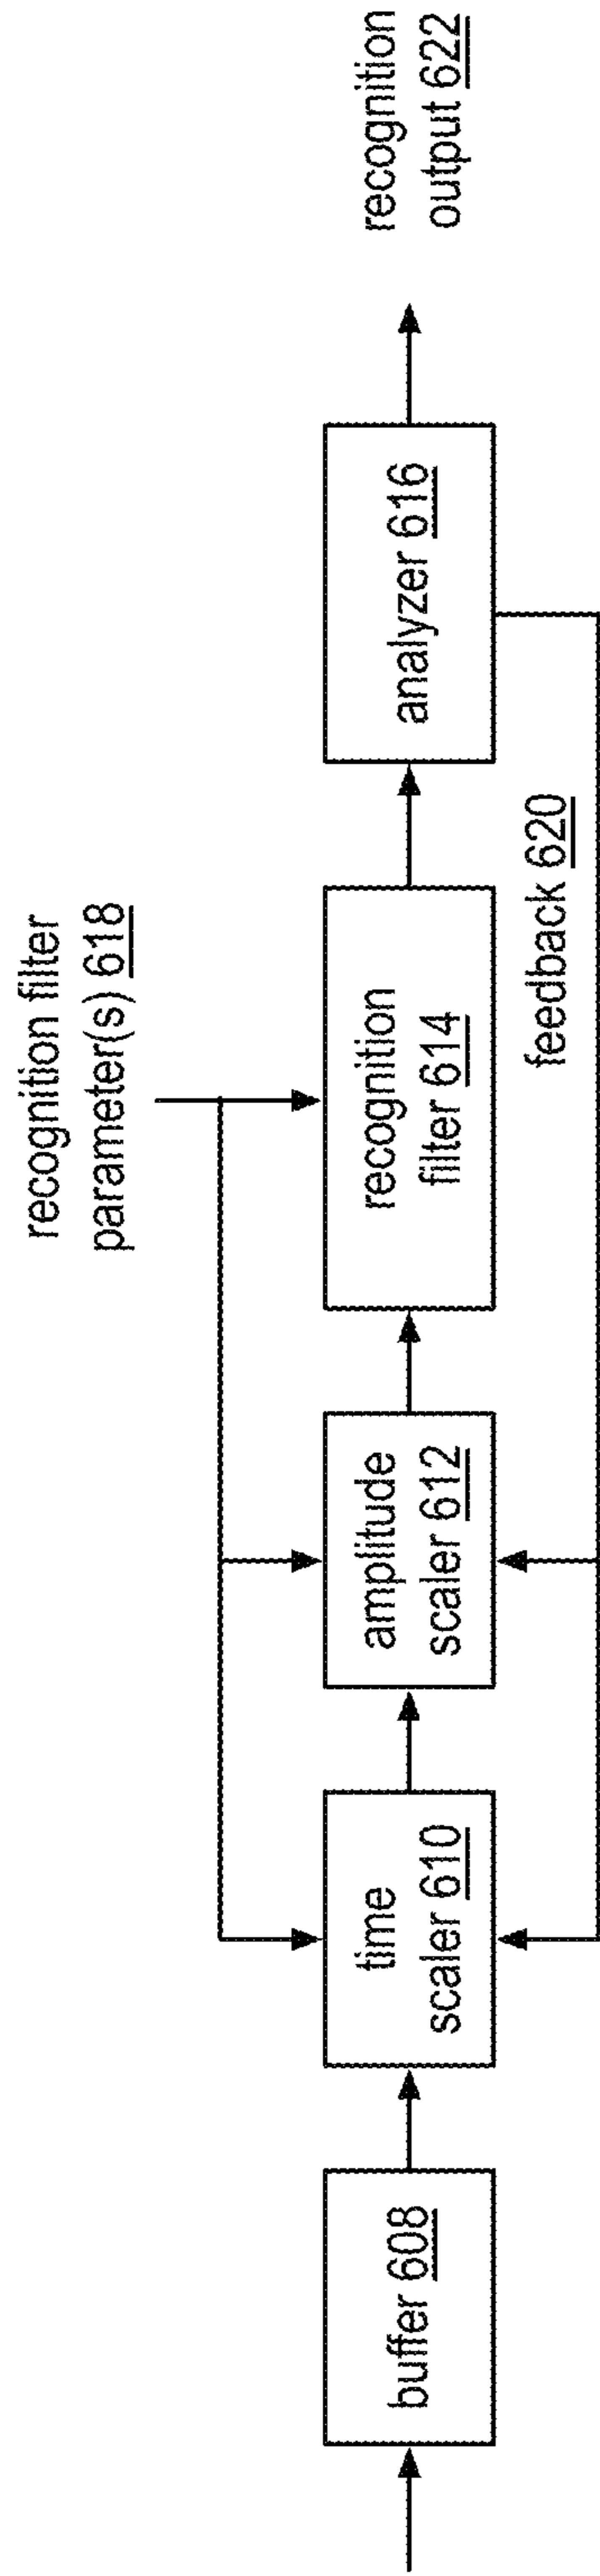 recognition filter
parameter(s) 618
buffer 608
time
scaler 610
amplitude
scaler 612
recognition
filter 614
analyzer 616
recognition
output 622
feedback 620